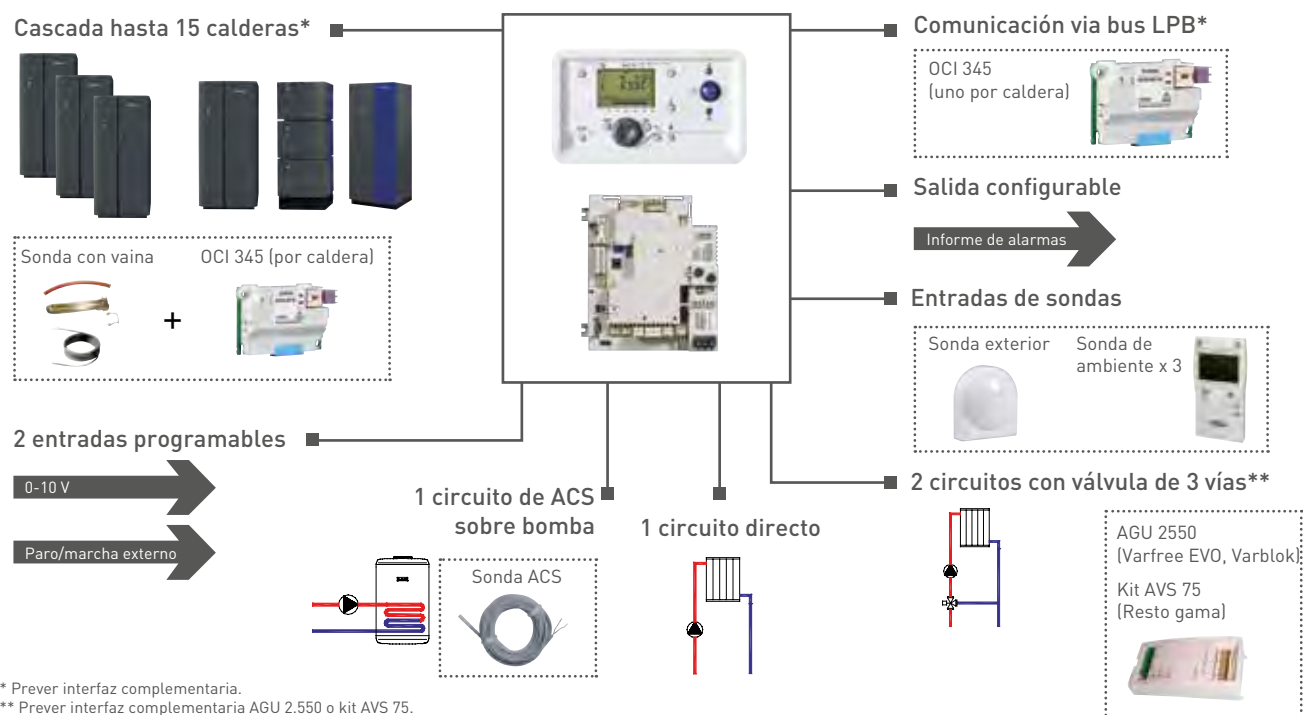 Cascada hasta 15 calderas*
Sonda con vaina
OCI 345 (por caldera)
+
2 entradas programables
0-10 V
Paro/marcha externo
1 circuito de ACS
sobre bomba
Sonda ACS
1 circuito directo
Comunicación via bus LPB*
OCI 345
(uno por caldera)
Salida configurable
Informe de alarmas
Entradas de sondas
Sonda exterior
Sonda de
ambiente x 3
2 circuitos con válvula de 3 vías**
AGU 2550
(Varfree EVO, Varblok)
Kit AVS 75
(Resto gama)
* Prever interfaz complementaria.
** Prever interfaz complementaria AGU 2.550 o kit AVS 75.